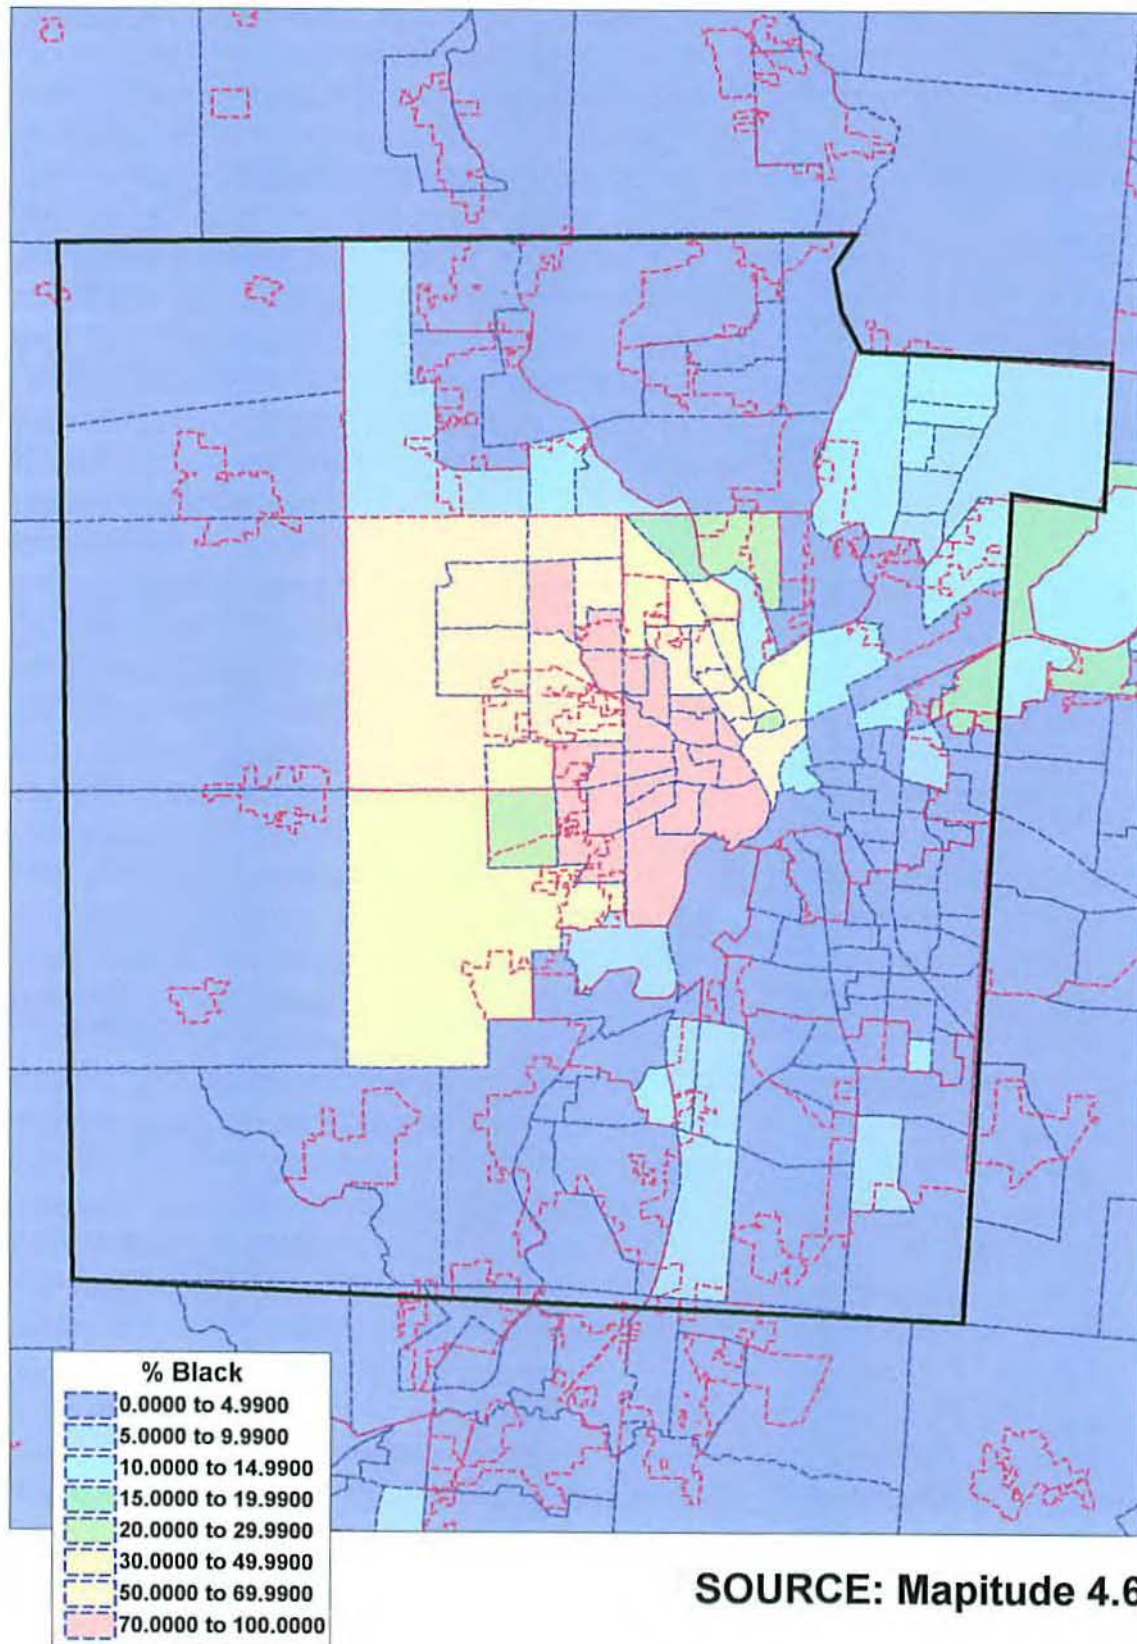 % Black
0.0000 to 4.9900
5.0000 to 9.9900
10.0000 to 14.9900
15.0000 to 19.9900
20.0000 to 29.9900
30.0000 to 49.9900
50.0000 to 69.9900
70.0000 to 100.0000
SOURCE: Mapitude 4.6